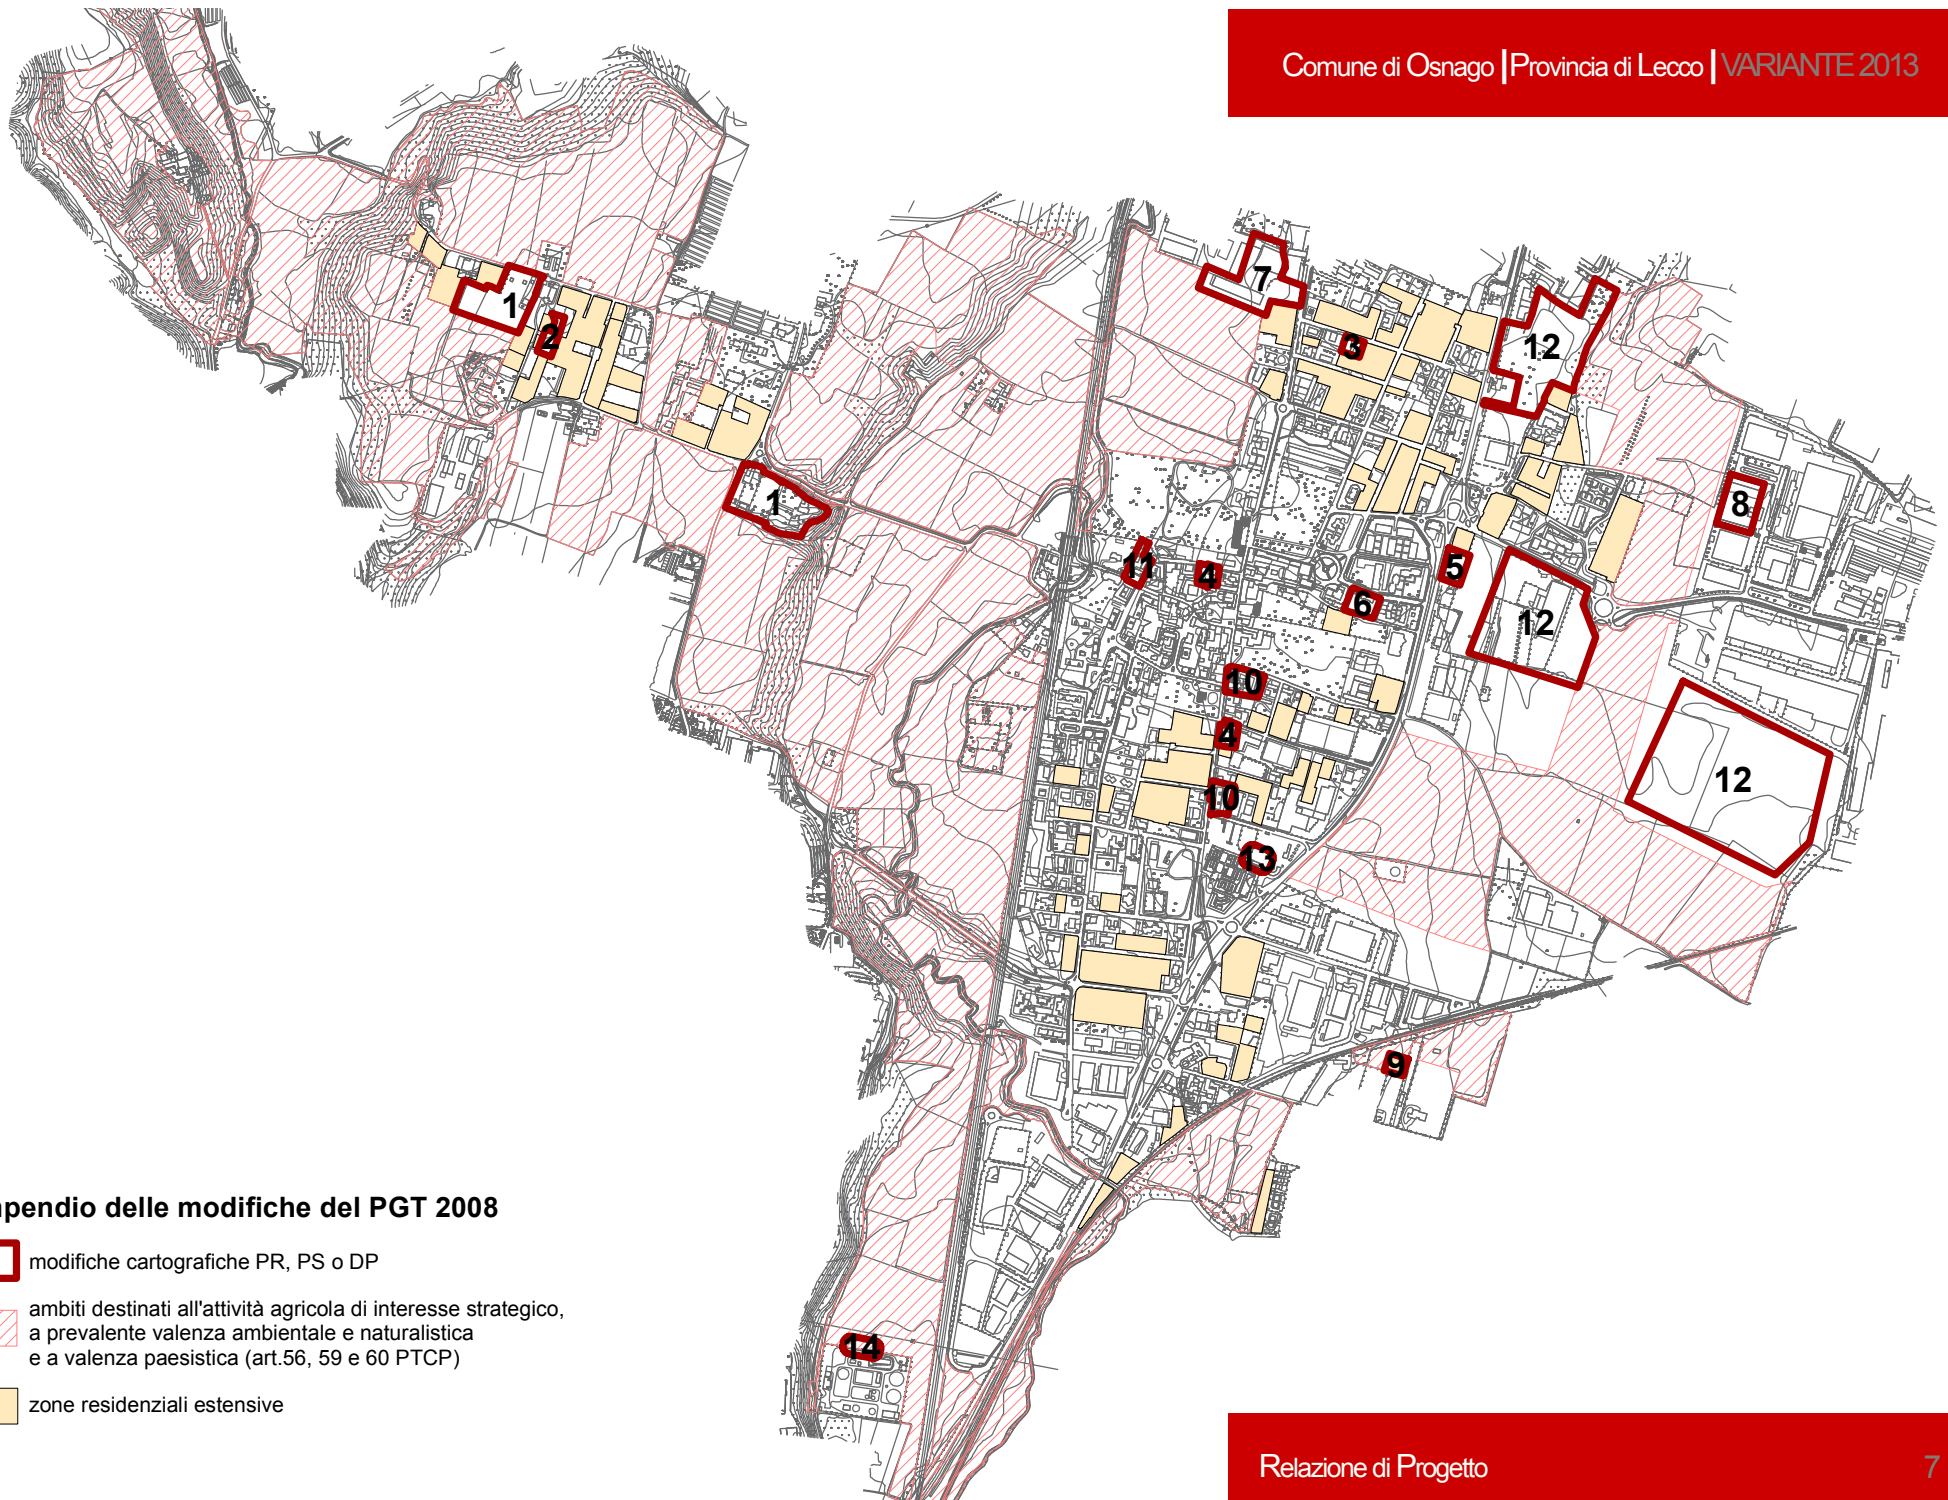 Comune di Osnago | Provincia di Lecco | VARIANTE 2013
7
1
2
3
12
12
8
1
11
4
5
6
12
10
4
12
10
13
9
14
pendio delle modifiche del PGT 2008
modifiche cartografiche PR, PS o DP
ambiti destinati all'attività agricola di interesse strategico,
a prevalente valenza ambientale e naturalistica
e a valenza paesistica (art.56, 59 e 60 PTCP)
zone residenziali estensive
Relazione di Progetto 7